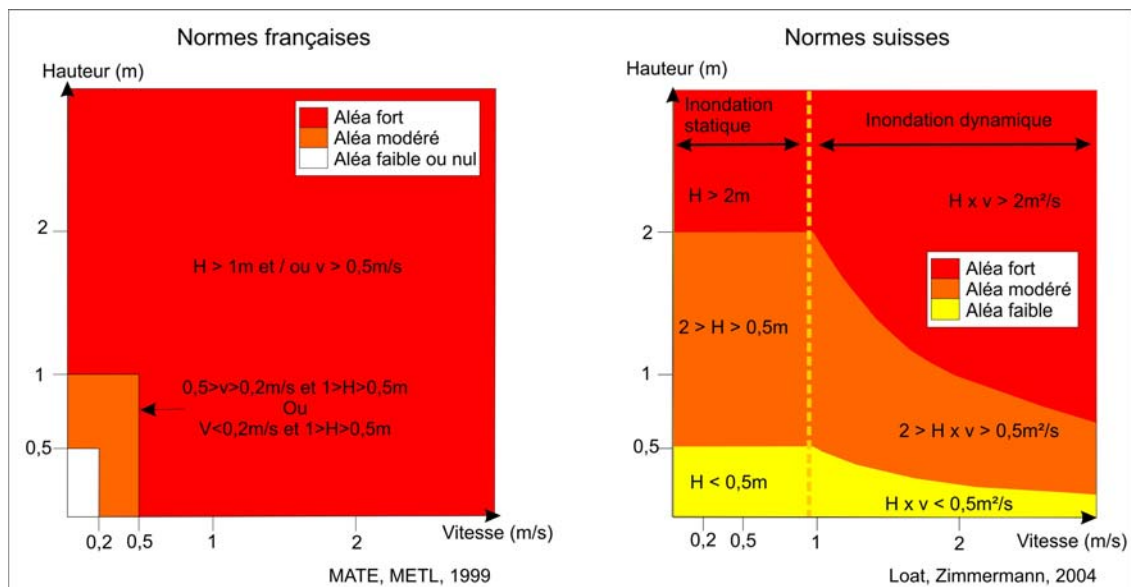 Normes françaises
Hauteur (m)
Aléa fort
Aléa modéré
Aléa faible ou nul
2
H > 1m et / ou v > 0,5m/s
1
0,5>v>0,2m/s et 1>H>0,5m
Ou
V<0,2m/s et 1>H>0,5m
0,5
Vitesse (m/s)
0,2 0,5 1 2
MATE, METL, 1999
Normes suisses
Hauteur (m)
Inondation
statique
Inondation dynamique
H > 2m
H x v > 2m²/s
2
Aléa fort
Aléa modéré
Aléa faible
2 > H > 0,5m
1
2 > H x v > 0,5m²/s
0,5
H < 0,5m
H x v < 0,5m²/s
0,2 0,5 1 2
Vitesse (m/s)
Loat, Zimmermann, 2004